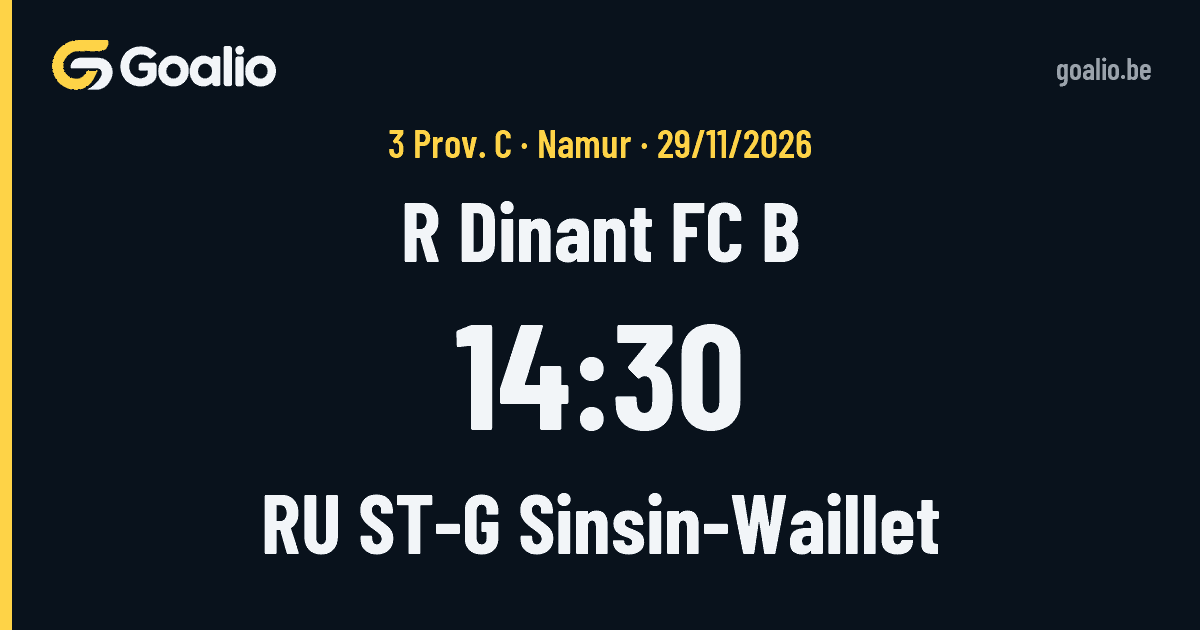 Goalio
goalio.be
3 Prov. C · Namur · 29/11/2026
R Dinant FC B
14:30
RU ST-G Sinsin-Waillet